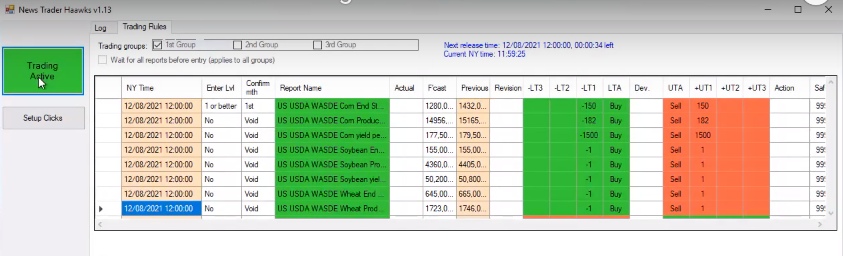 News Trader Haawks v1.13
Log Trading Rules
Trading groups: 1st Group 2nd Group 3rd Group
Wait for all reports before entry (applies to all groups)
Next release time: 12/08/2021 12:00:00, 00:00:34 left
Current NY time: 11:59:25
Trading
Active
Setup Clicks
NY Time Enter Lvl Confirm mth Report Name Actual F'cast Previous Revision -LT3 -LT2 -LT1 LTA Dev. UTA +UT1 +UT2 +UT3 Action Saf
12/08/2021 12:00:00 1 or better 1st US USDA WASDE Corn End St... 1280,0... 1432,0... -150 Buy Sell 150 99!
12/08/2021 12:00:00 No Void US USDA WASDE Corn Produc... 14956,... 15165,... -182 Buy Sell 182 99!
12/08/2021 12:00:00 No Void US USDA WASDE Corn yield pe... 177,50... 179,50... -1500 Buy Sell 1500 99!
12/08/2021 12:00:00 No Void US USDA WASDE Soybean En... 155.00... 155.00... -1 Buy Sell 1 99!
12/08/2021 12:00:00 No Void US USDA WASDE Soybean Pro... 4360,0... 4405,0... -1 Buy Sell 1 99!
12/08/2021 12:00:00 No Void US USDA WASDE Soybean yiel... 50,200... 50,800... -1 Buy Sell 1 99!
12/08/2021 12:00:00 No Void US USDA WASDE Wheat End ... 645.00... 665.00... -1 Buy Sell 1 99!
12/08/2021 12:00:00 No Void US USDA WASDE Wheat Prod... 1723,0... 1746,0... -1 Buy Sell 1 99!